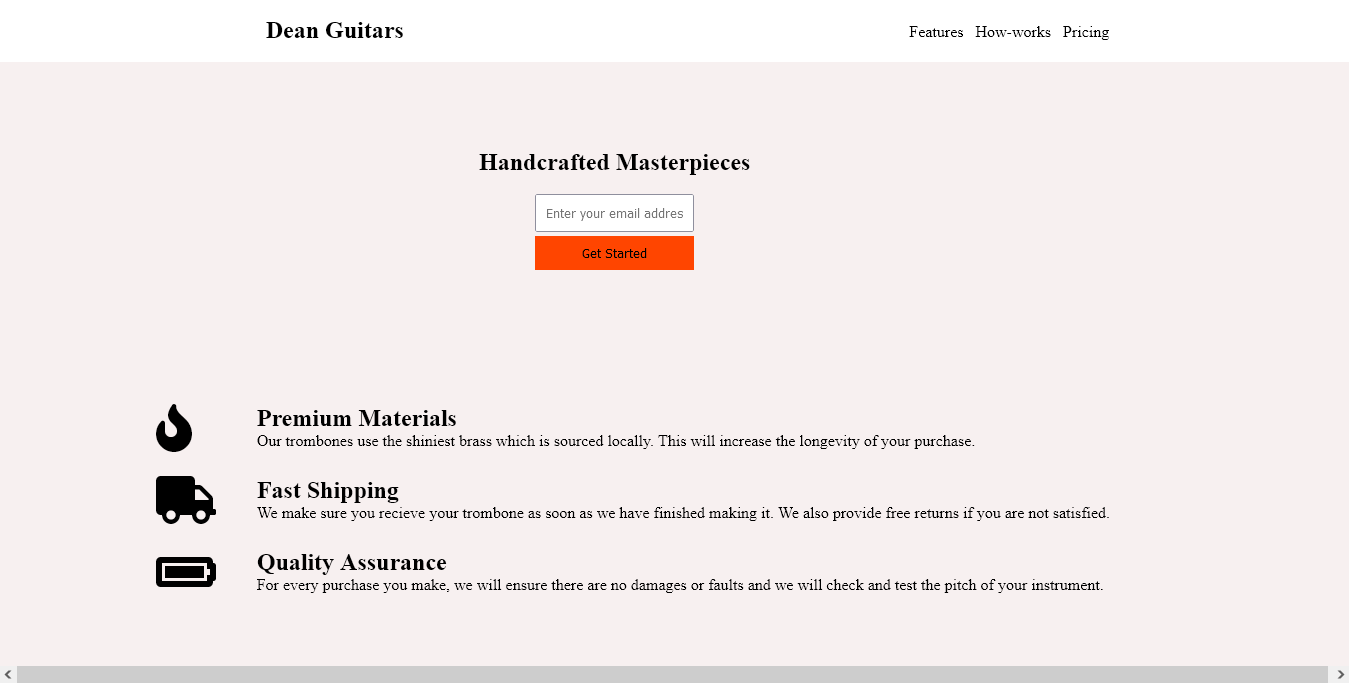 Dean Guitars
Features How-works Pricing
Handcrafted Masterpieces
Enter your email addres
Get Started
Premium Materials
Our trombones use the shiniest brass which is sourced locally. This will increase the longevity of your purchase.
Fast Shipping
We make sure you recieve your trombone as soon as we have finished making it. We also provide free returns if you are not satisfied.
Quality Assurance
For every purchase you make, we will ensure there are no damages or faults and we will check and test the pitch of your instrument.